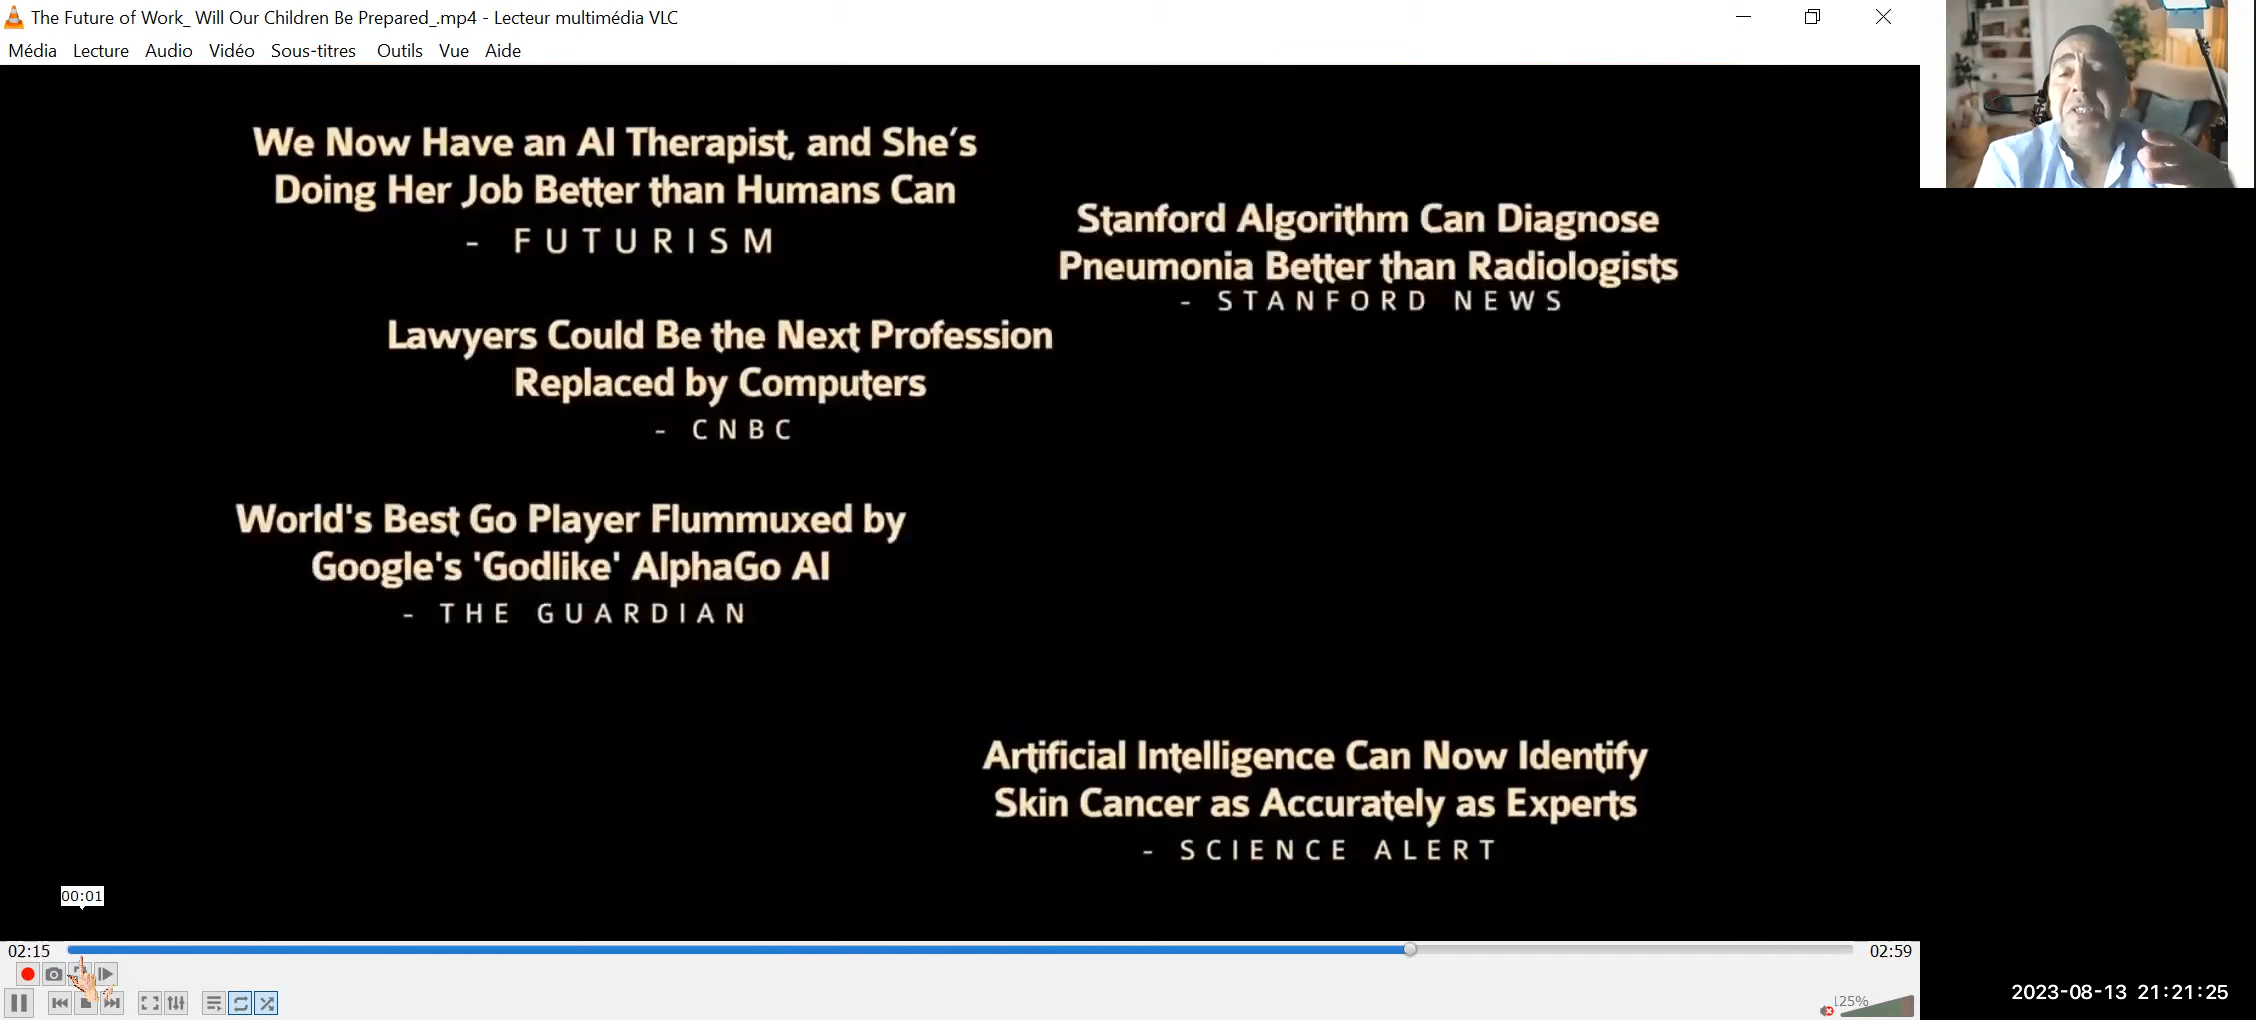 The Future of Work_ Will Our Children Be Prepared_.mp4 - Lecteur multimédia VLC
Média Lecture Audio Vidéo Sous-titres Outils Vue Aide
We Now Have an AI Therapist, and She's
Doing Her Job Better than Humans Can
- FUTURISM
Stanford Algorithm Can Diagnose
Pneumonia Better than Radiologists
- STANFORD NEWS
Lawyers Could Be the Next Profession
Replaced by Computers
- CNBC
World's Best Go Player Flummuxed by
Google's 'Godlike' AlphaGo AI
- THE GUARDIAN
Artificial Intelligence Can Now Identify
Skin Cancer as Accurately as Experts
- SCIENCE ALERT
00:01
02:15
02:59
125%
2023-08-13 21:21:25